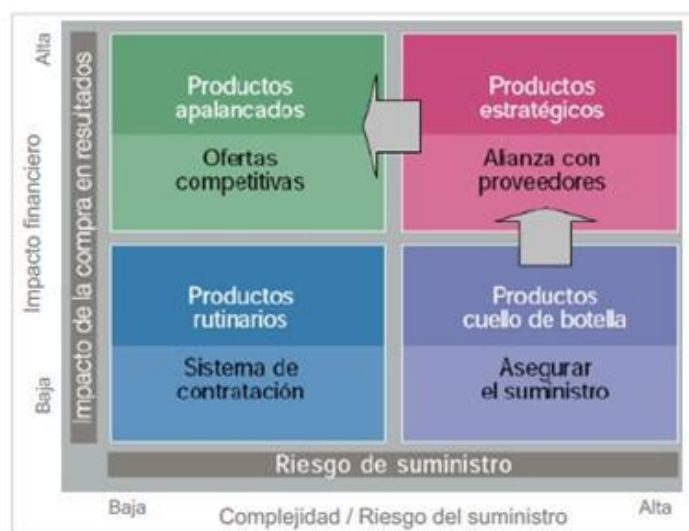 Alta
Impacto financiero
Baja
Impacto de la compra en resultados
Productos
apalancados
Ofertas
competitivas
Productos
estratégicos
Alianza con
proveedores
Productos
rutinarios
Sistema de
contratación
Productos
cuello de botella
Asegurar
el suministro
Riesgo de suministro
Baja
Complejidad / Riesgo del suministro
Alta